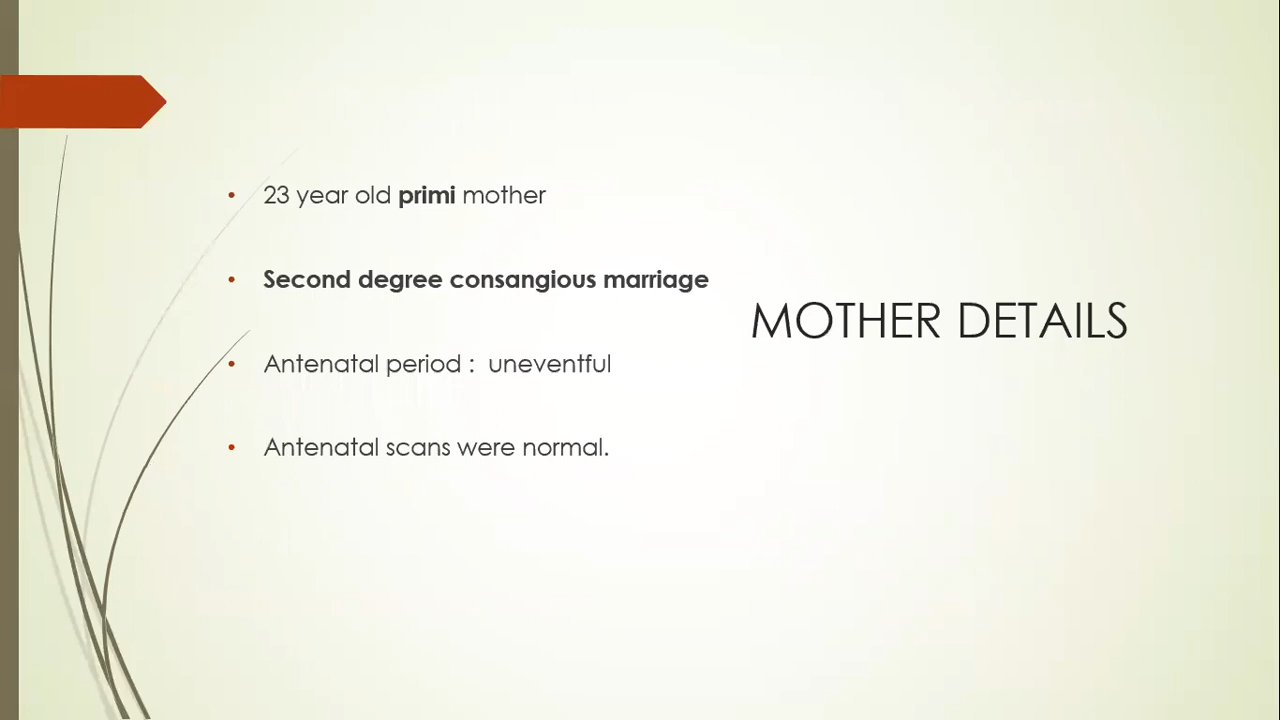 23 year old primi mother
Second degree consangious marriage
MOTHER DETAILS
Antenatal period :  uneventful
Antenatal scans were normal.